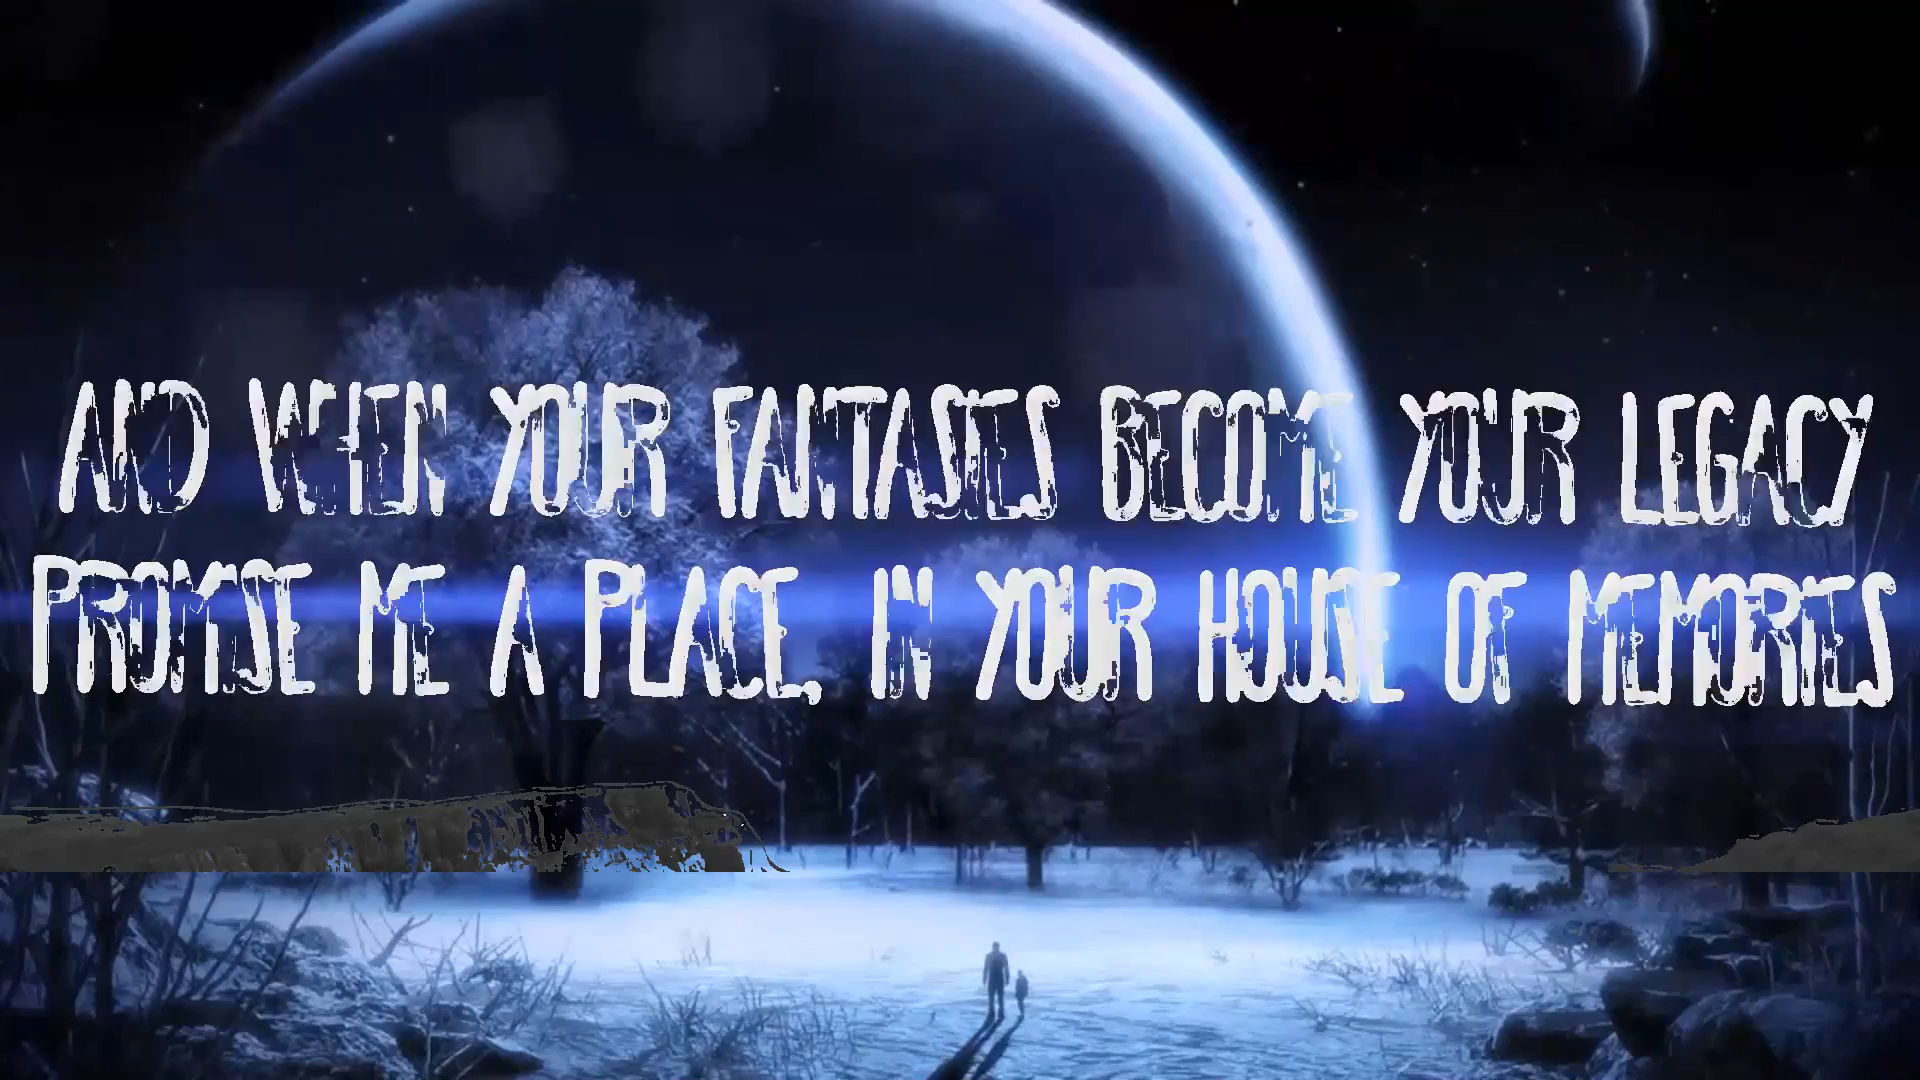 AND WHEN YOUR FANTASIES BECOME YOUR LEGACY
PROMISE ME A PLACE, IN YOUR HOUSE OF MEMORIES